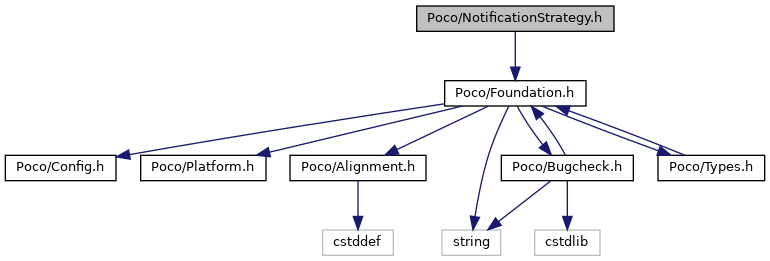 Poco/NotificationStrategy.h
Poco/Foundation.h
Poco/Config.h
Poco/Platform.h
Poco/Alignment.h
Poco/Bugcheck.h
Poco/Types.h
cstddef
string
cstdlib